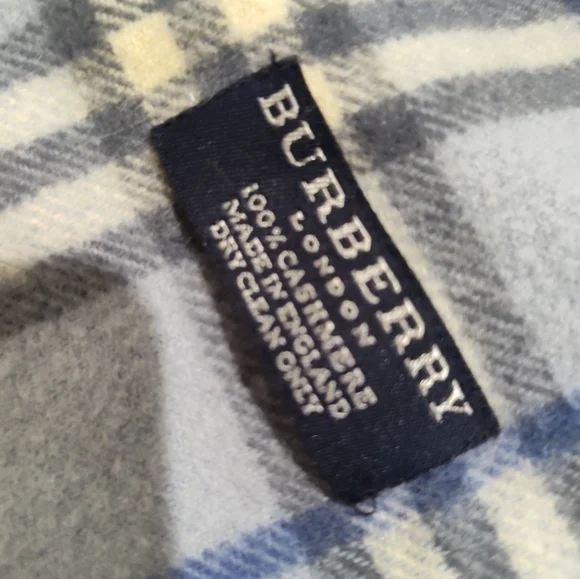 BURBERRY
LONDON
100% CASHMERE
MADE IN ENGLAND
DRY CLEAN ONLY